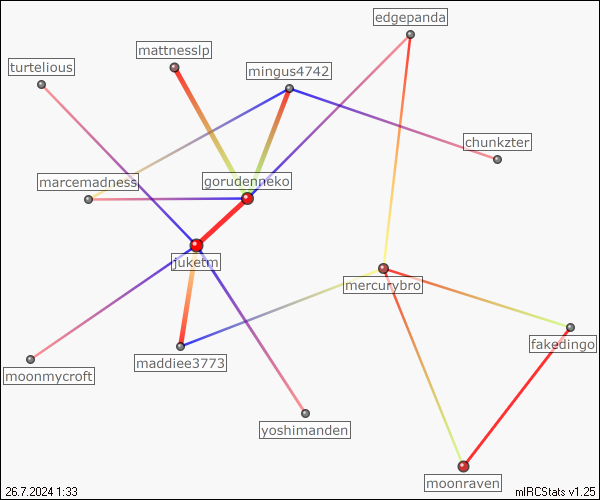 edgepanda
mattnesslp
turtelious
mingus4742
chunkzter
marcemadness
gorudenneko
juketm
mercurybro
fakedingo
moonmycroft
maddiee3773
yoshimanden
moonraven
26.7.2024 1:33
mIRCStats v1.25